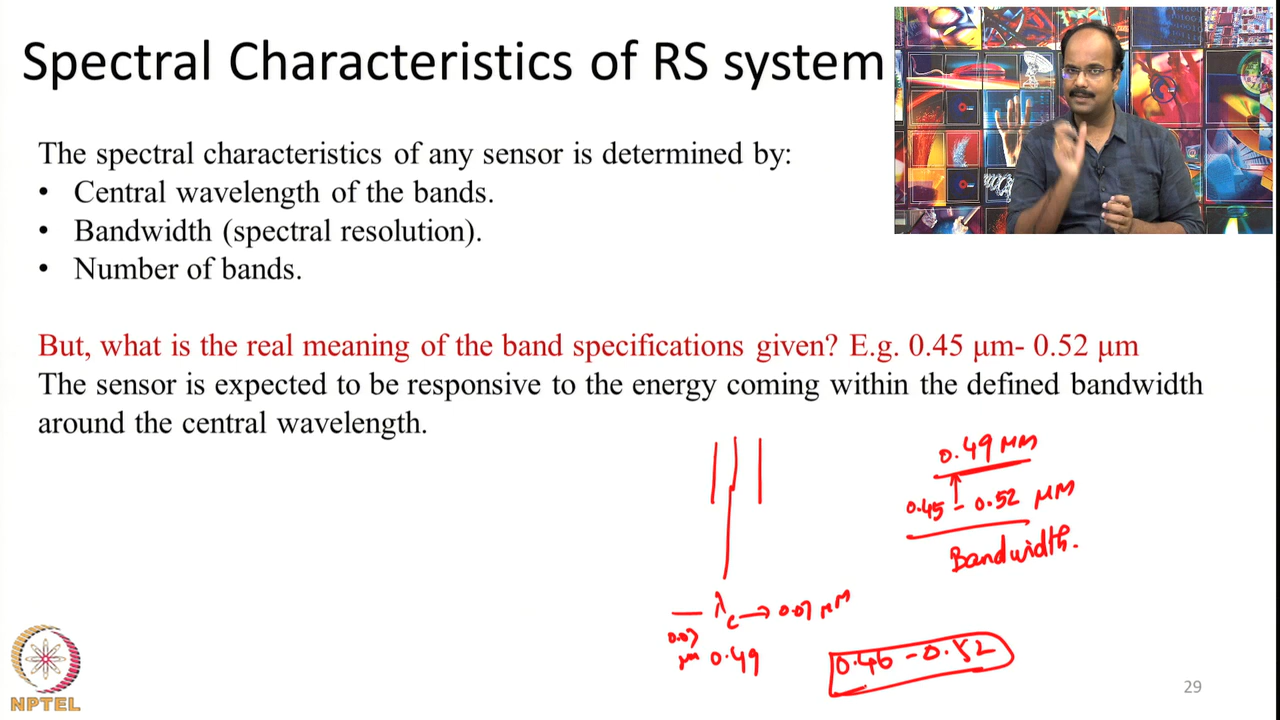 Spectral Characteristics of RS system
The spectral characteristics of any sensor is determined by:
• Central wavelength of the bands.
• Bandwidth (spectral resolution).
• Number of bands.
But, what is the real meaning of the band specifications given? E.g. 0.45 μm- 0.52 μm
The sensor is expected to be responsive to the energy coming within the defined bandwidth
around the central wavelength.
0.49 μm
0.45 - 0.52 μm
Bandwidth.
λc → 0.07 μm
0.07
μm 0.49
0.46 - 0.52
29
NPTEL